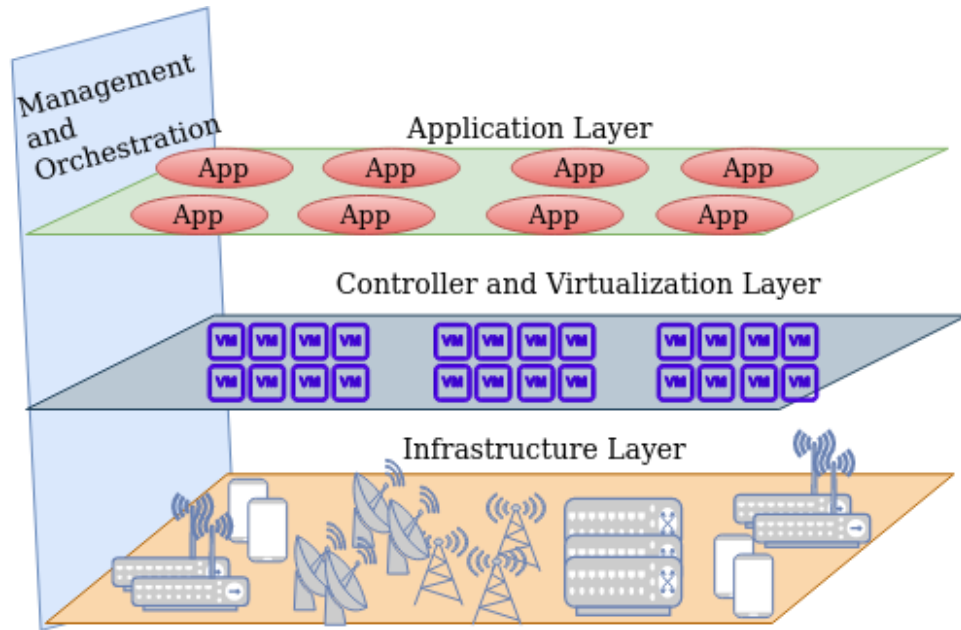 Management
and
Orchestration
Application Layer
App App App App
App App App App
Controller and Virtualization Layer
VM VM VM VM VM VM VM VM VM VM VM VM
VM VM VM VM VM VM VM VM VM VM VM VM
Infrastructure Layer